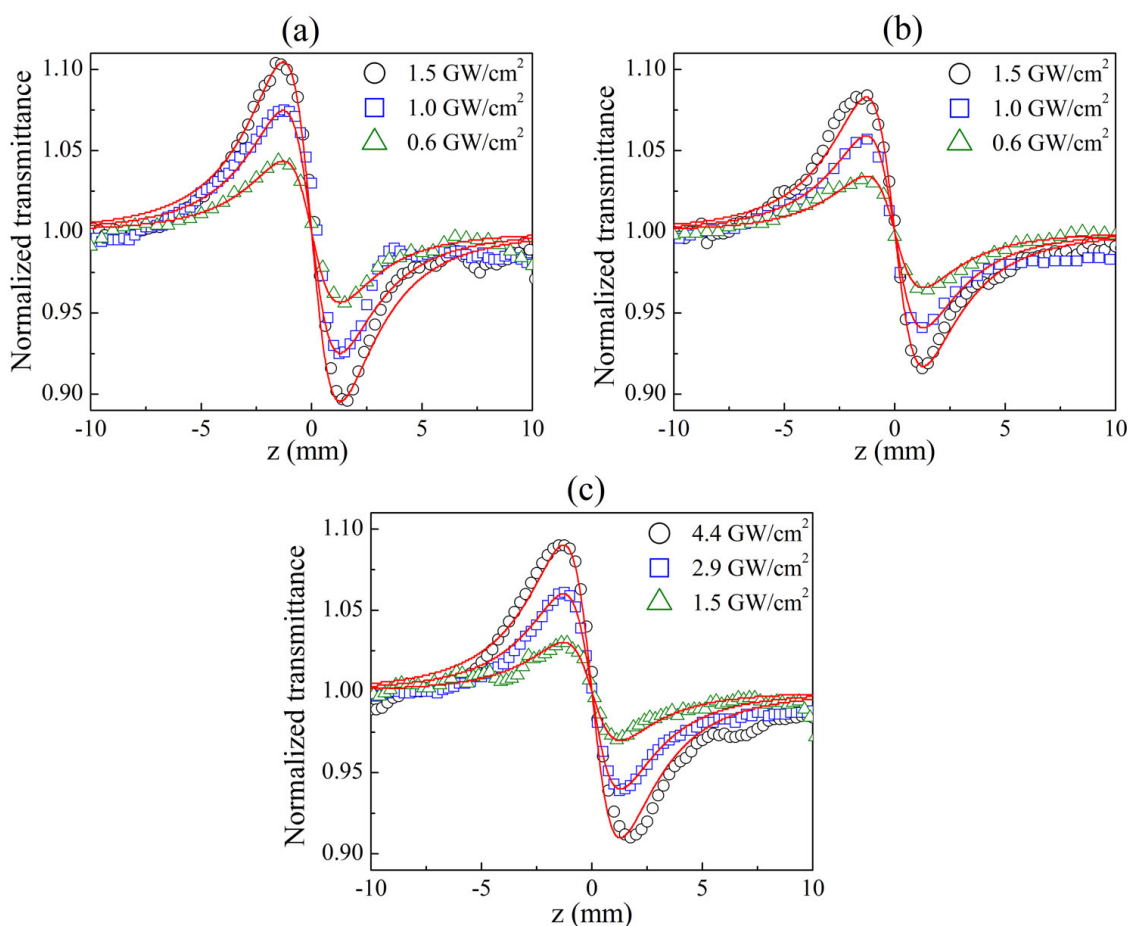 (a)
1.10
1.05
1.00
0.95
0.90
Normalized transmittance
1.5 GW/cm²
1.0 GW/cm²
0.6 GW/cm²
-10 -5 0 5 10
z (mm)
(b)
1.10
1.05
1.00
0.95
0.90
Normalized transmittance
1.5 GW/cm²
1.0 GW/cm²
0.6 GW/cm²
-10 -5 0 5 10
z (mm)
(c)
1.10
1.05
1.00
0.95
0.90
Normalized transmittance
4.4 GW/cm²
2.9 GW/cm²
1.5 GW/cm²
-10 -5 0 5 10
z (mm)